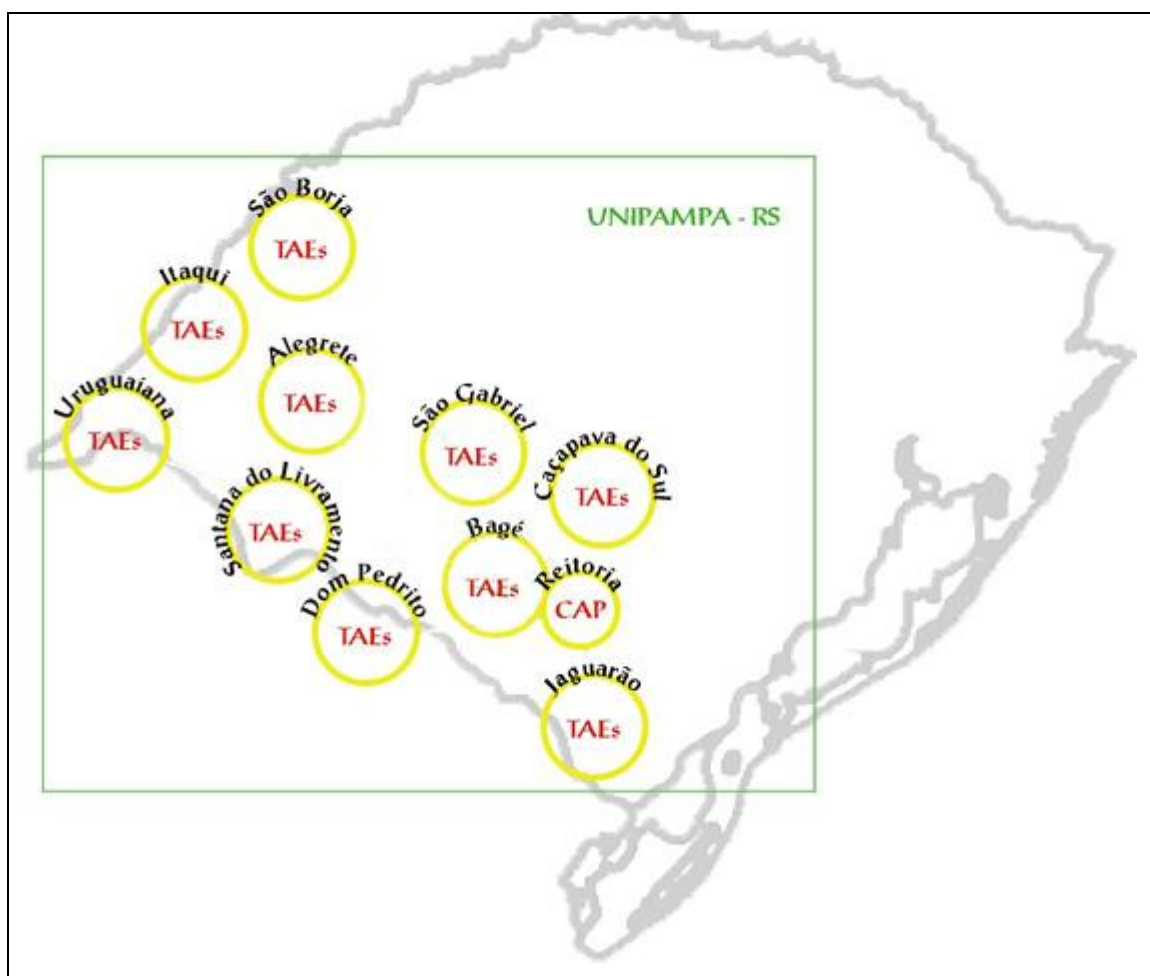 São Borja
TAEs
UNIPAMPA - RS
Itaqui
TAEs
Alegrete
TAEs
Uruguaiana
TAEs
São Gabriel
TAEs
Caçapava do Sul
TAEs
Santana do Livramento
TAEs
Bagé
TAEs
Reitoria
CAP
Dom Pedrito
TAEs
Jaguarão
TAEs